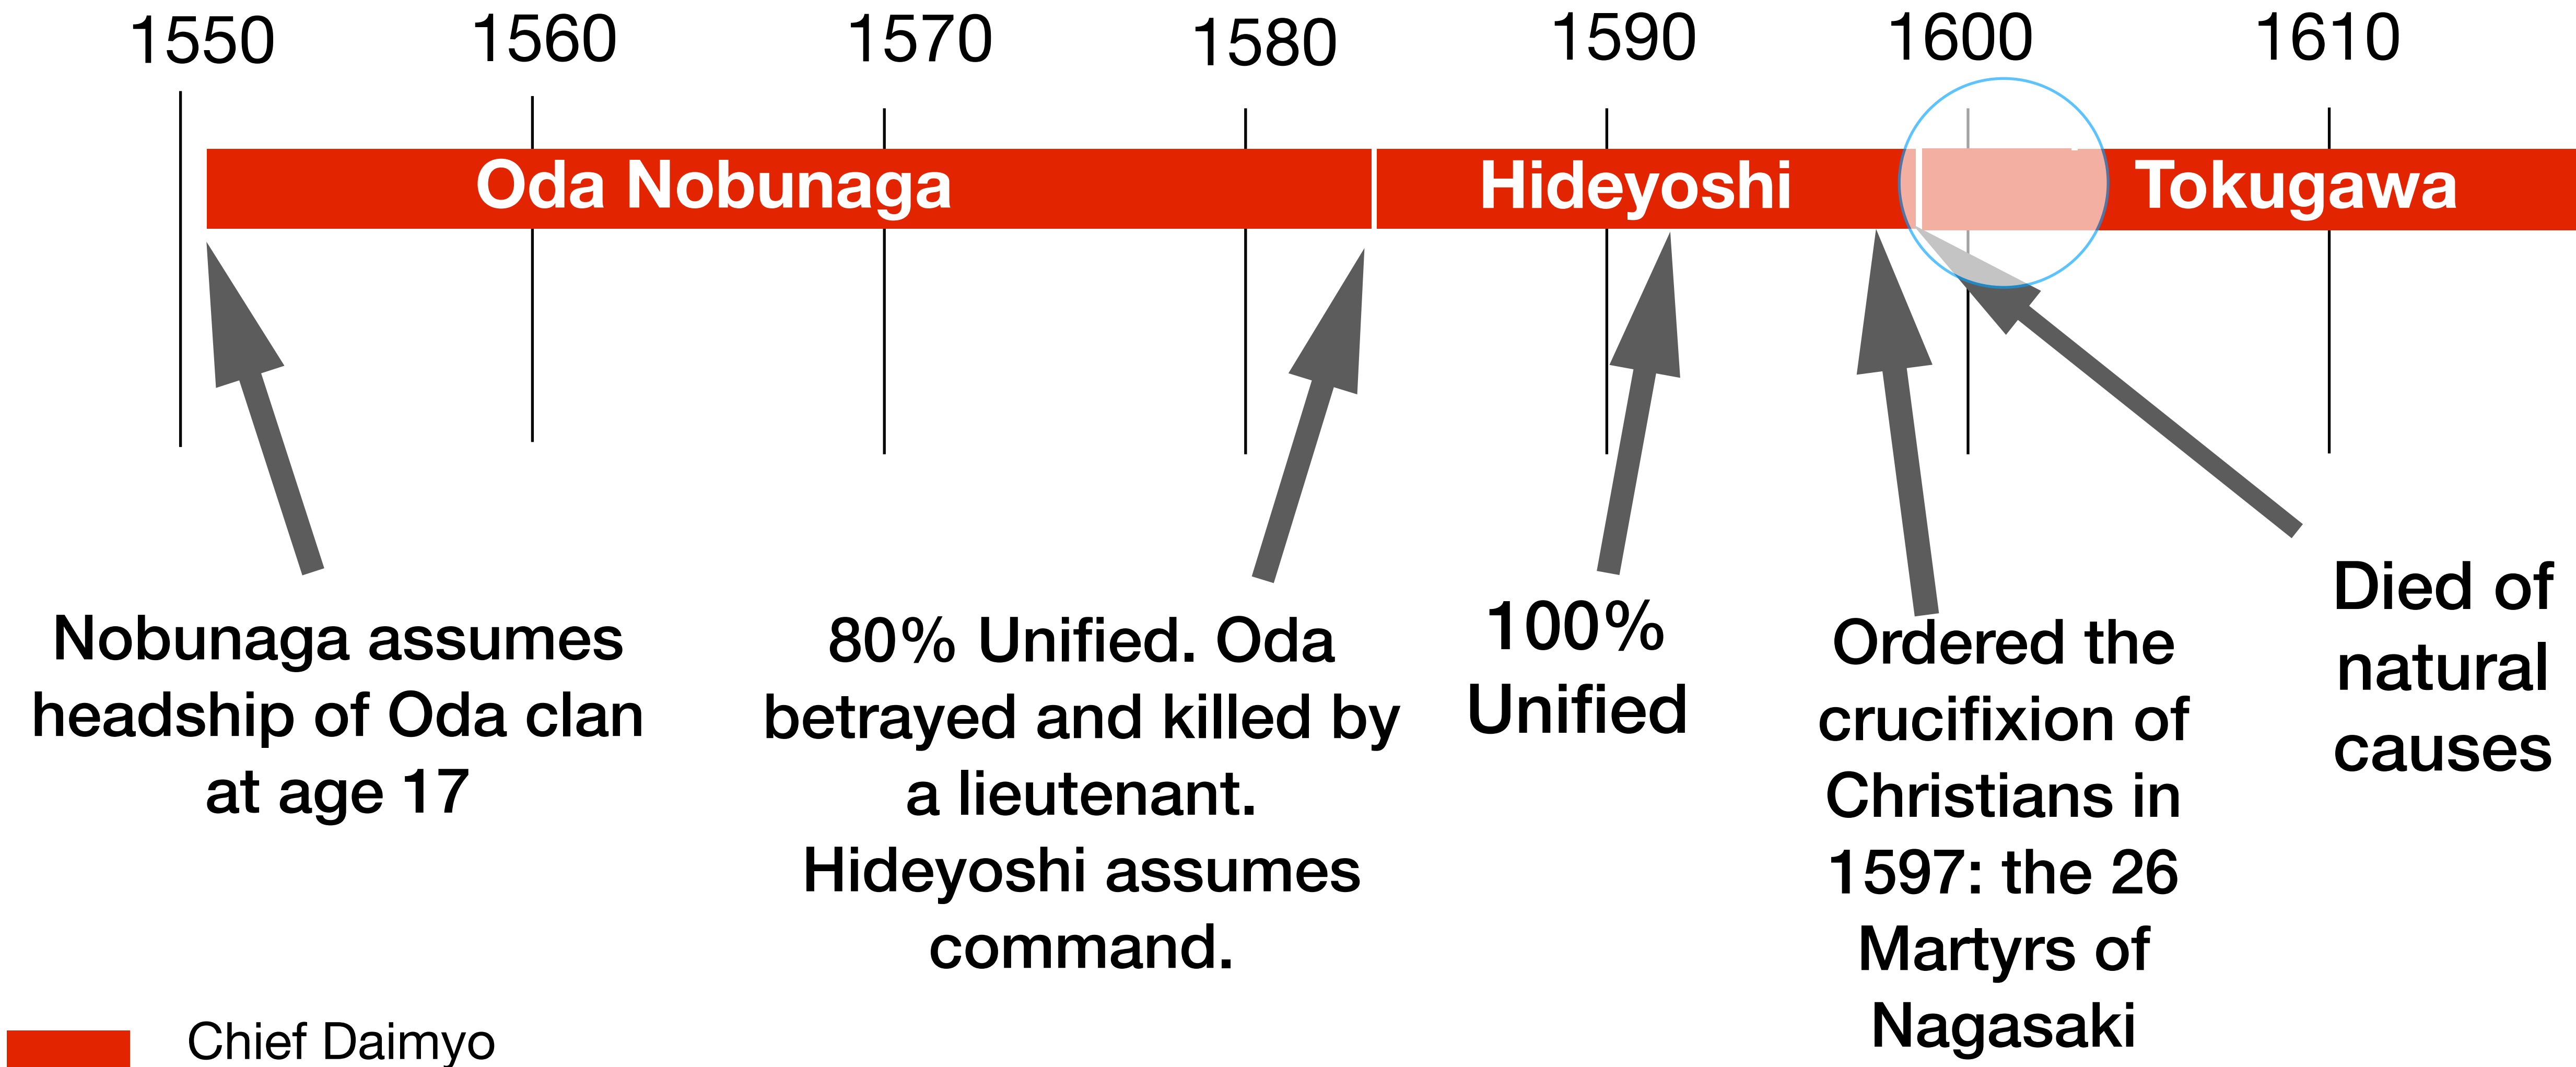 1550 1560 1570 1580 1590 1600 1610
Oda Nobunaga Hideyoshi Tokugawa
Nobunaga assumes
headship of Oda clan
at age 17
80% Unified. Oda
betrayed and killed by
a lieutenant.
Hideyoshi assumes
command.
100%
Unified
Ordered the
crucifixion of
Christians in
1597: the 26
Martyrs of
Nagasaki
Died of
natural
causes
Chief Daimyo